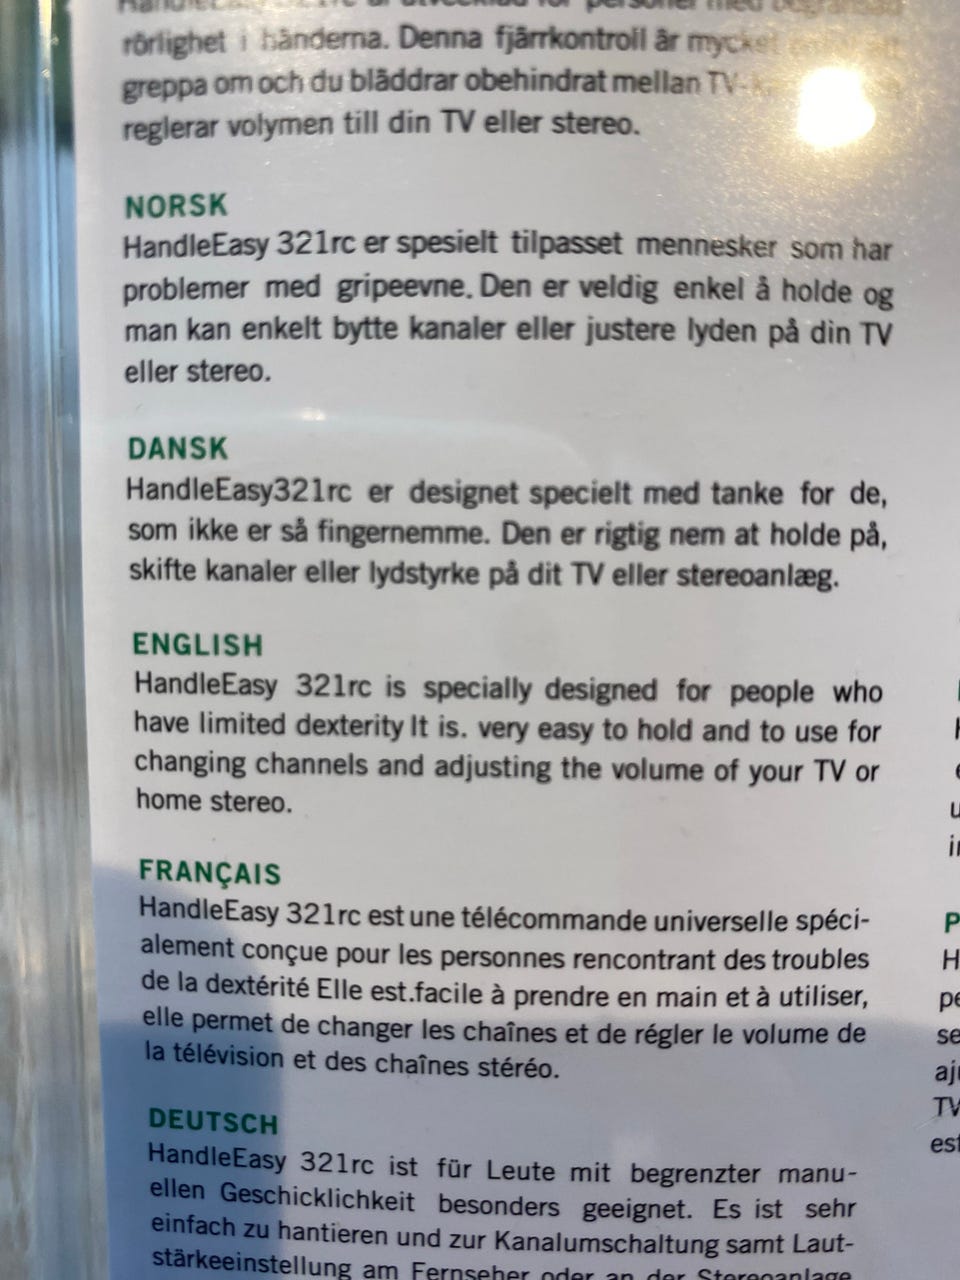 HandleEasy 321rc är utvecklad för personer med begränsad
rörlighet i händerna. Denna fjärrkontroll är mycket
greppa om och du bläddrar obehindrat mellan TV-
reglerar volymen till din TV eller stereo.
NORSK
HandleEasy 321rc er spesielt tilpasset mennesker som har
problemer med gripeevne. Den er veldig enkel å holde og
man kan enkelt bytte kanaler eller justere lyden på din TV
eller stereo.
DANSK
HandleEasy321rc er designet specielt med tanke for de,
som ikke er så fingernemme. Den er rigtig nem at holde på,
skifte kanaler eller lydstyrke på dit TV eller stereoanlæg.
ENGLISH
HandleEasy 321rc is specially designed for people who
have limited dexterity It is. very easy to hold and to use for
changing channels and adjusting the volume of your TV or
home stereo.
FRANÇAIS
HandleEasy 321rc est une télécommande universelle spéci-
alement conçue pour les personnes rencontrant des troubles
de la dextérité Elle est.facile à prendre en main et à utiliser,
elle permet de changer les chaînes et de régler le volume de
la télévision et des chaînes stéréo.
DEUTSCH
HandleEasy 321rc ist für Leute mit begrenzter manu-
ellen Geschicklichkeit besonders geeignet. Es ist sehr
einfach zu hantieren und zur Kanalumschaltung samt Laut-
stärkeeinstellung am Fernseher oder an der Stereoanlage